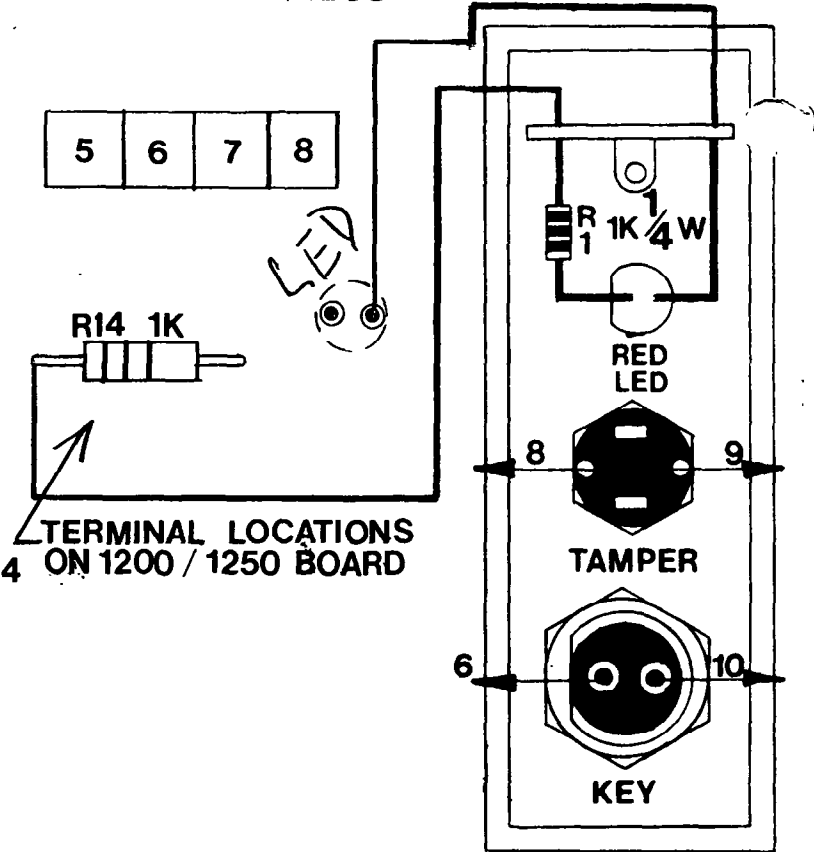 5 6 7 8
LED
R14 1K
R1 1K 1/4 W
RED
LED
8 9
TAMPER
TERMINAL LOCATIONS
4 ON 1200 / 1250 BOARD
6 10
KEY